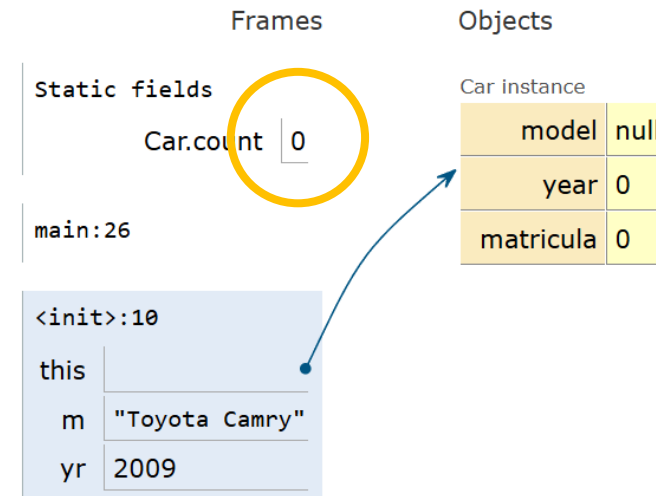 Frames
Objects
Static fields
Car.count 0
main:26
<init>:10
this
m "Toyota Camry"
yr 2009
Car instance
model null
year 0
matricula 0